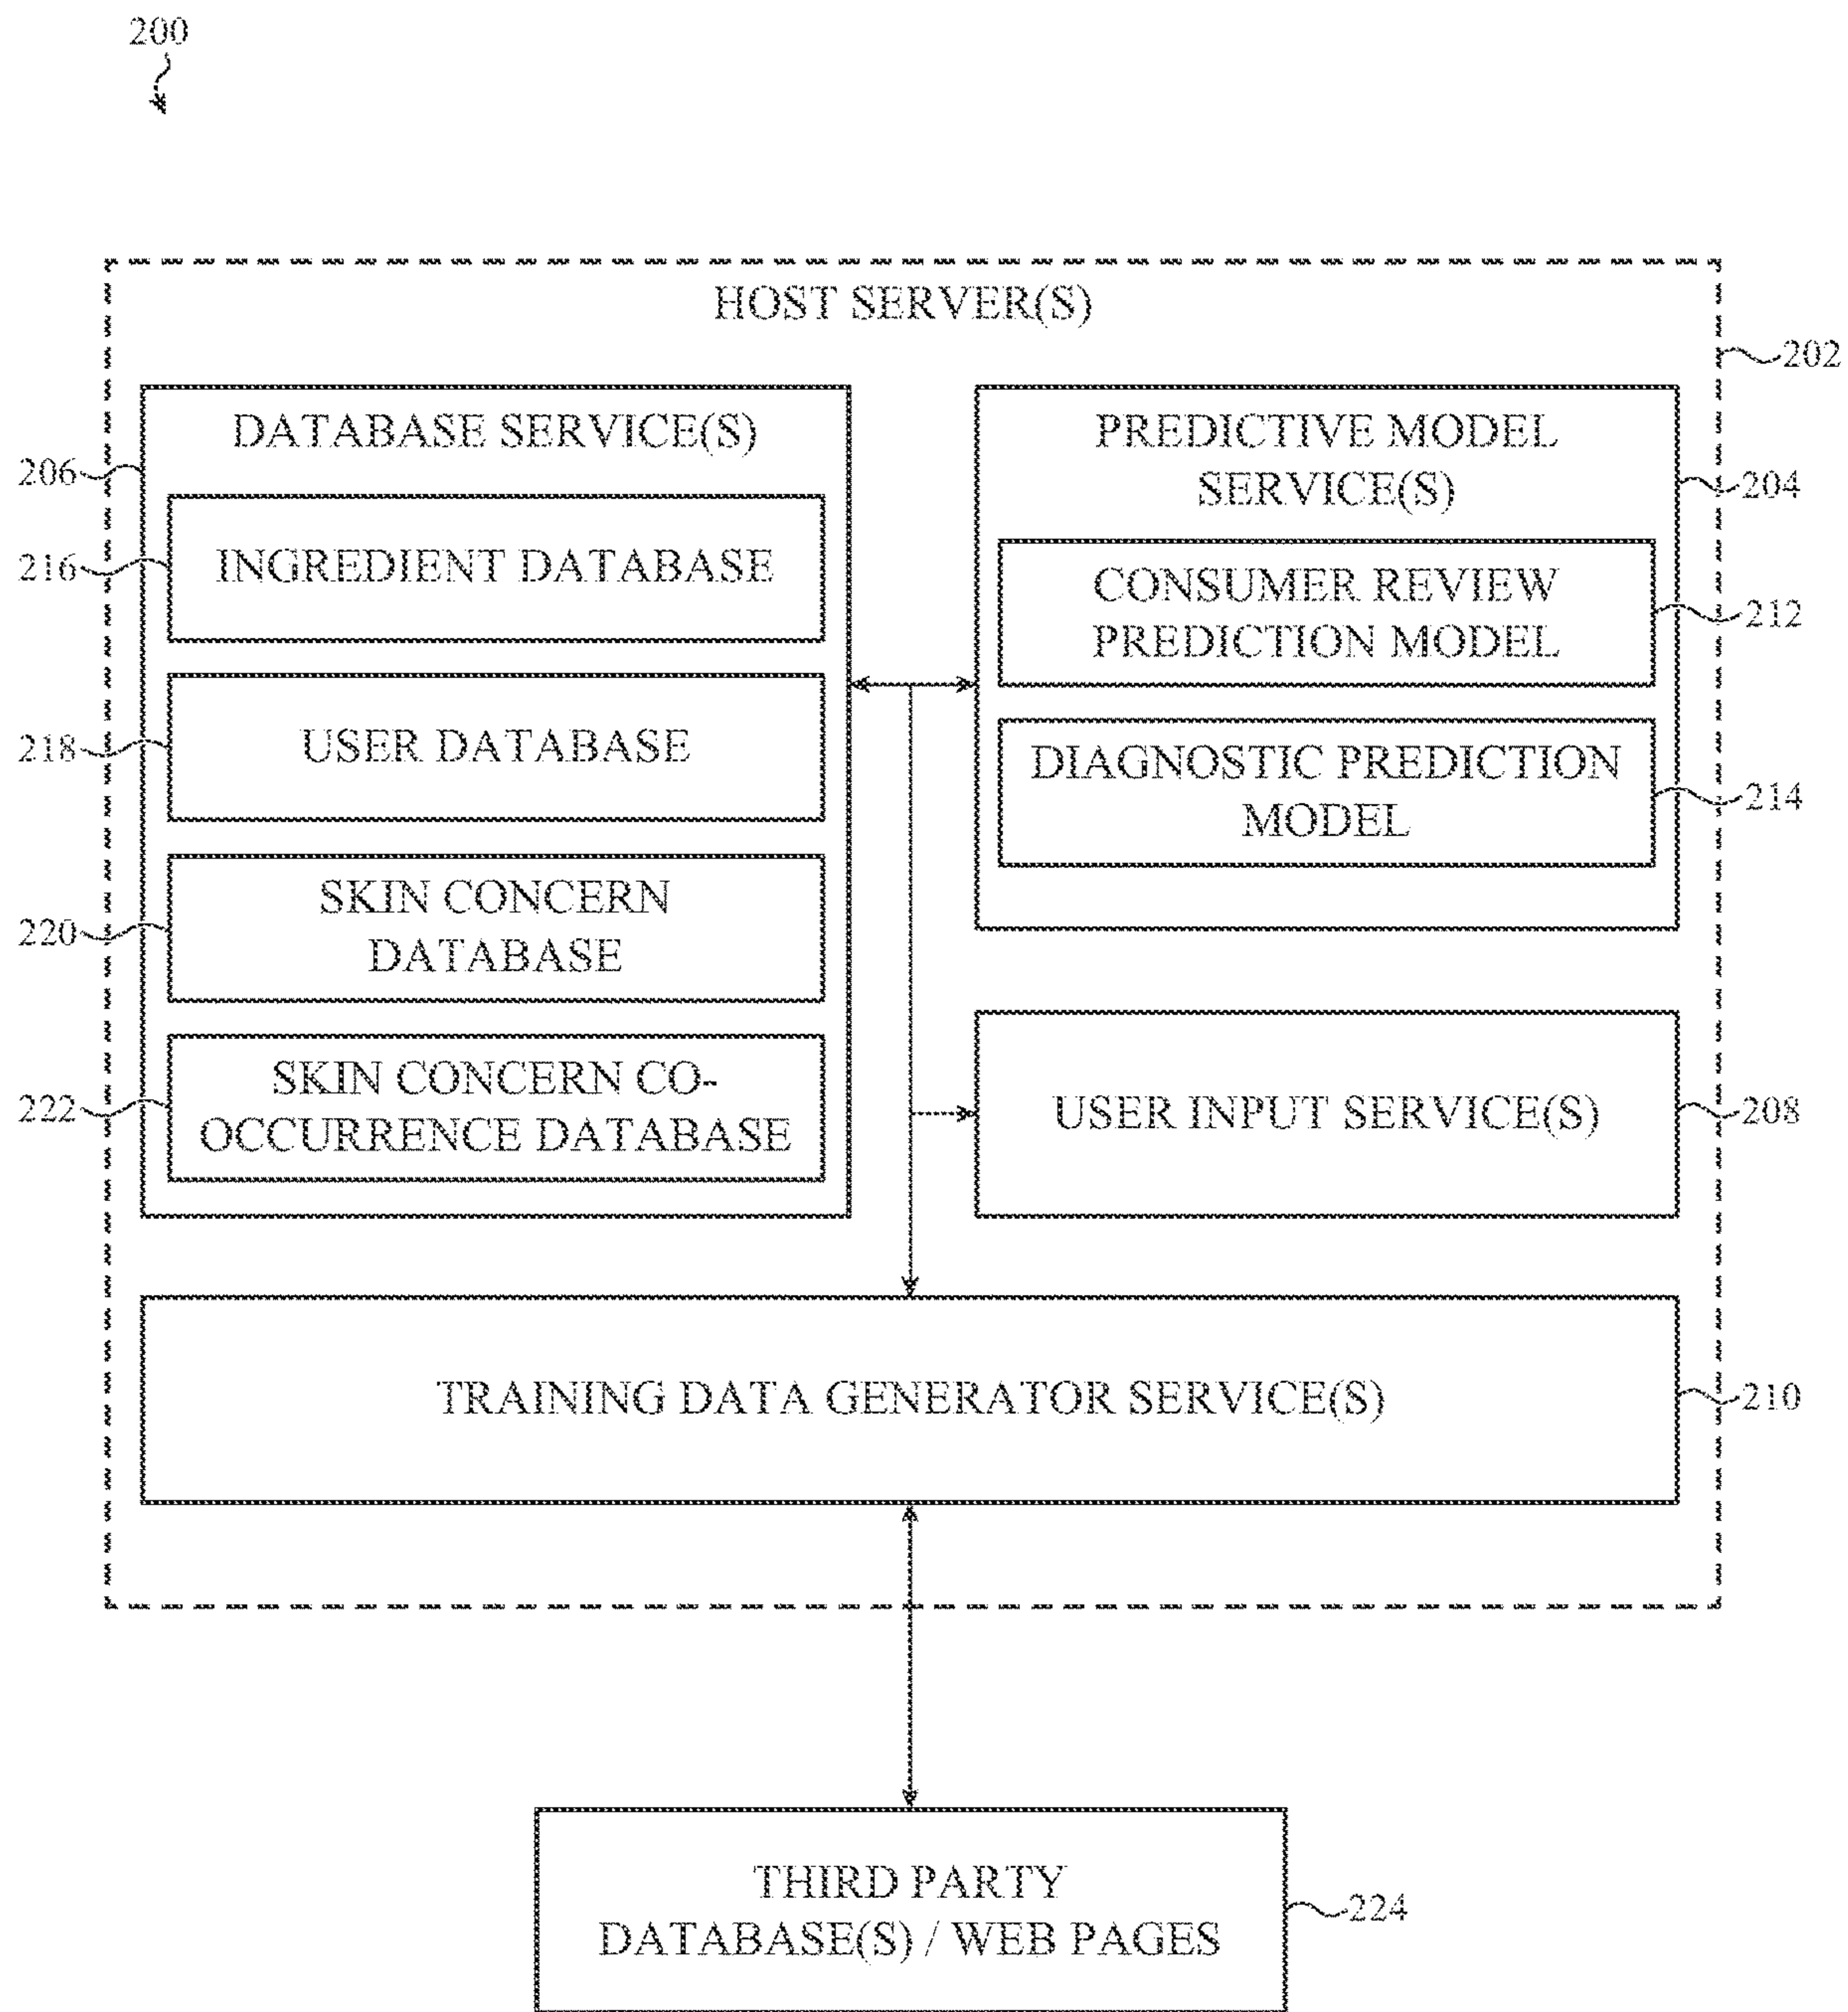 200
HOST SERVER(S)
202
DATABASE SERVICE(S)
206
INGREDIENT DATABASE
216
USER DATABASE
218
SKIN CONCERN
DATABASE
220
SKIN CONCERN CO-
OCCURRENCE DATABASE
222
PREDICTIVE MODEL
SERVICE(S)
204
CONSUMER REVIEW
PREDICTION MODEL
212
DIAGNOSTIC PREDICTION
MODEL
214
USER INPUT SERVICE(S)
208
TRAINING DATA GENERATOR SERVICE(S)
210
THIRD PARTY
DATABASE(S) / WEB PAGES
224